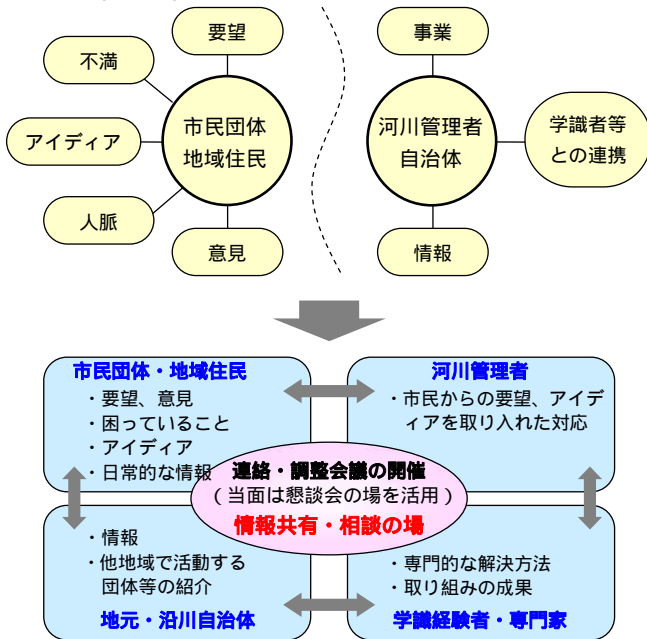 要望
不満
市民団体
地域住民
アイディア
人脈
意見
事業
河川管理者
自治体
学識者等
との連携
情報
市民団体・地域住民
・要望、意見
・困っていること
・アイディア
・日常的な情報
河川管理者
・市民からの要望、アイデ
ィアを取り入れた対応
連絡・調整会議の開催
(当面は懇談会の場を活用)
情報共有・相談の場
・情報
・他地域で活動する
団体等の紹介
地元・沿川自治体
・専門的な解決方法
・取り組みの成果
学識経験者・専門家